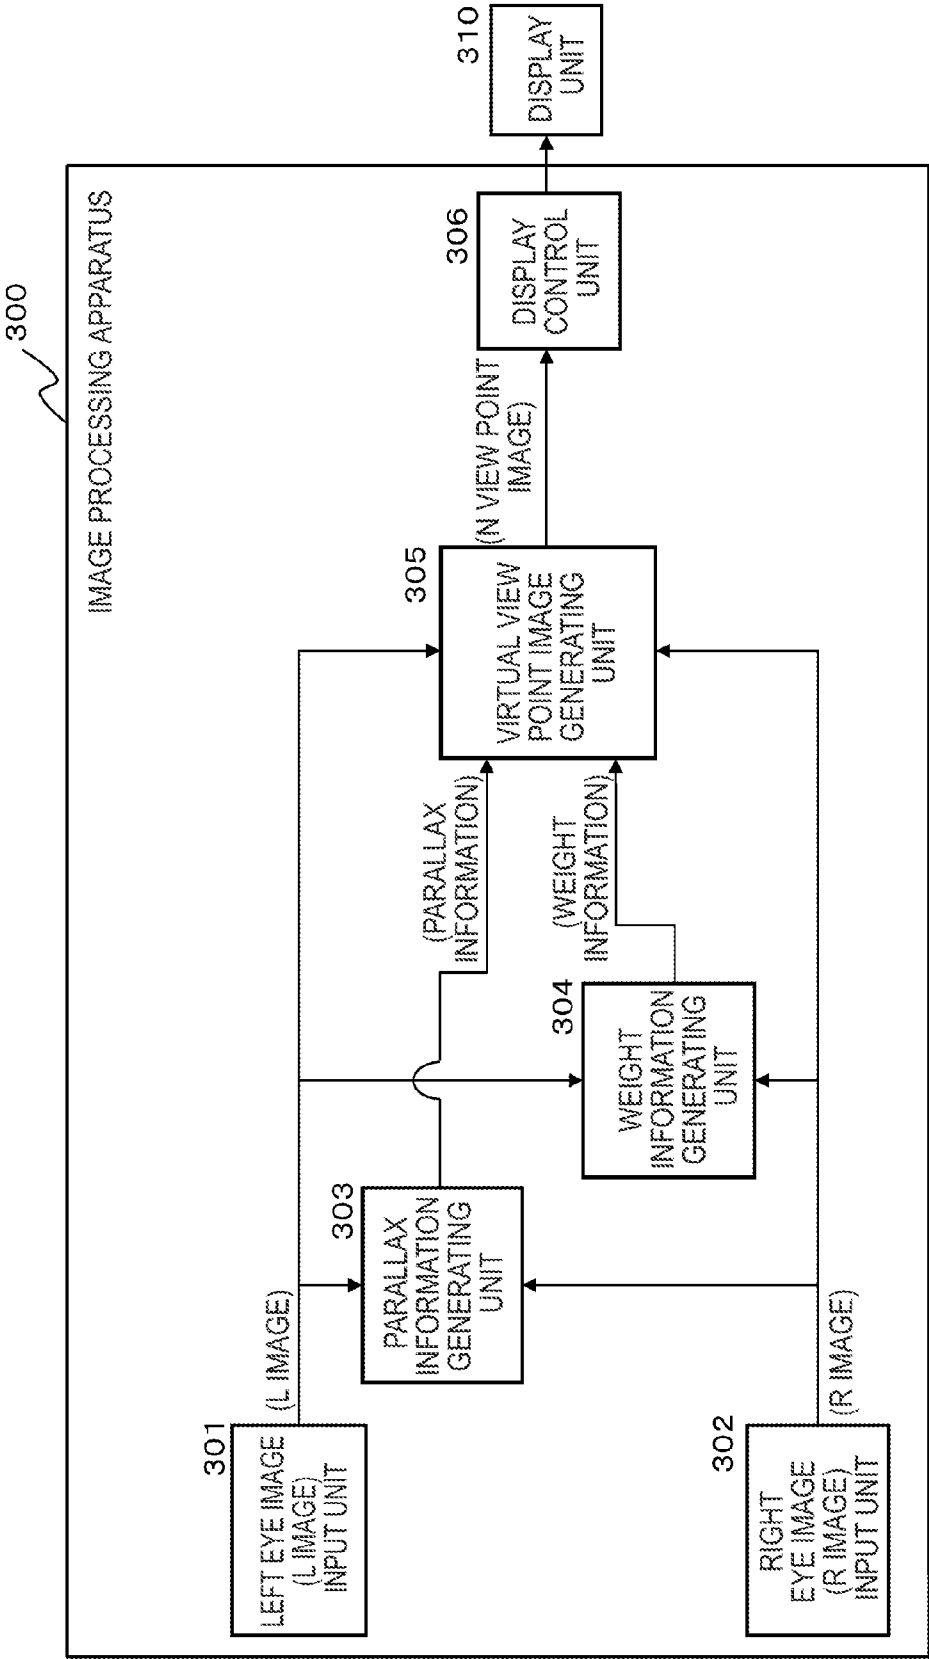 300
IMAGE PROCESSING APPARATUS
301
LEFT EYE IMAGE
(L IMAGE)
INPUT UNIT
(L IMAGE)
302
RIGHT
EYE IMAGE
(R IMAGE)
INPUT UNIT
(R IMAGE)
303
PARALLAX
INFORMATION
GENERATING
UNIT
304
WEIGHT
INFORMATION
GENERATING
UNIT
(PARALLAX
INFORMATION)
(WEIGHT
INFORMATION)
305
VIRTUAL VIEW
POINT IMAGE
GENERATING
UNIT
(N VIEW POINT
IMAGE)
306
DISPLAY
CONTROL
UNIT
310
DISPLAY
UNIT